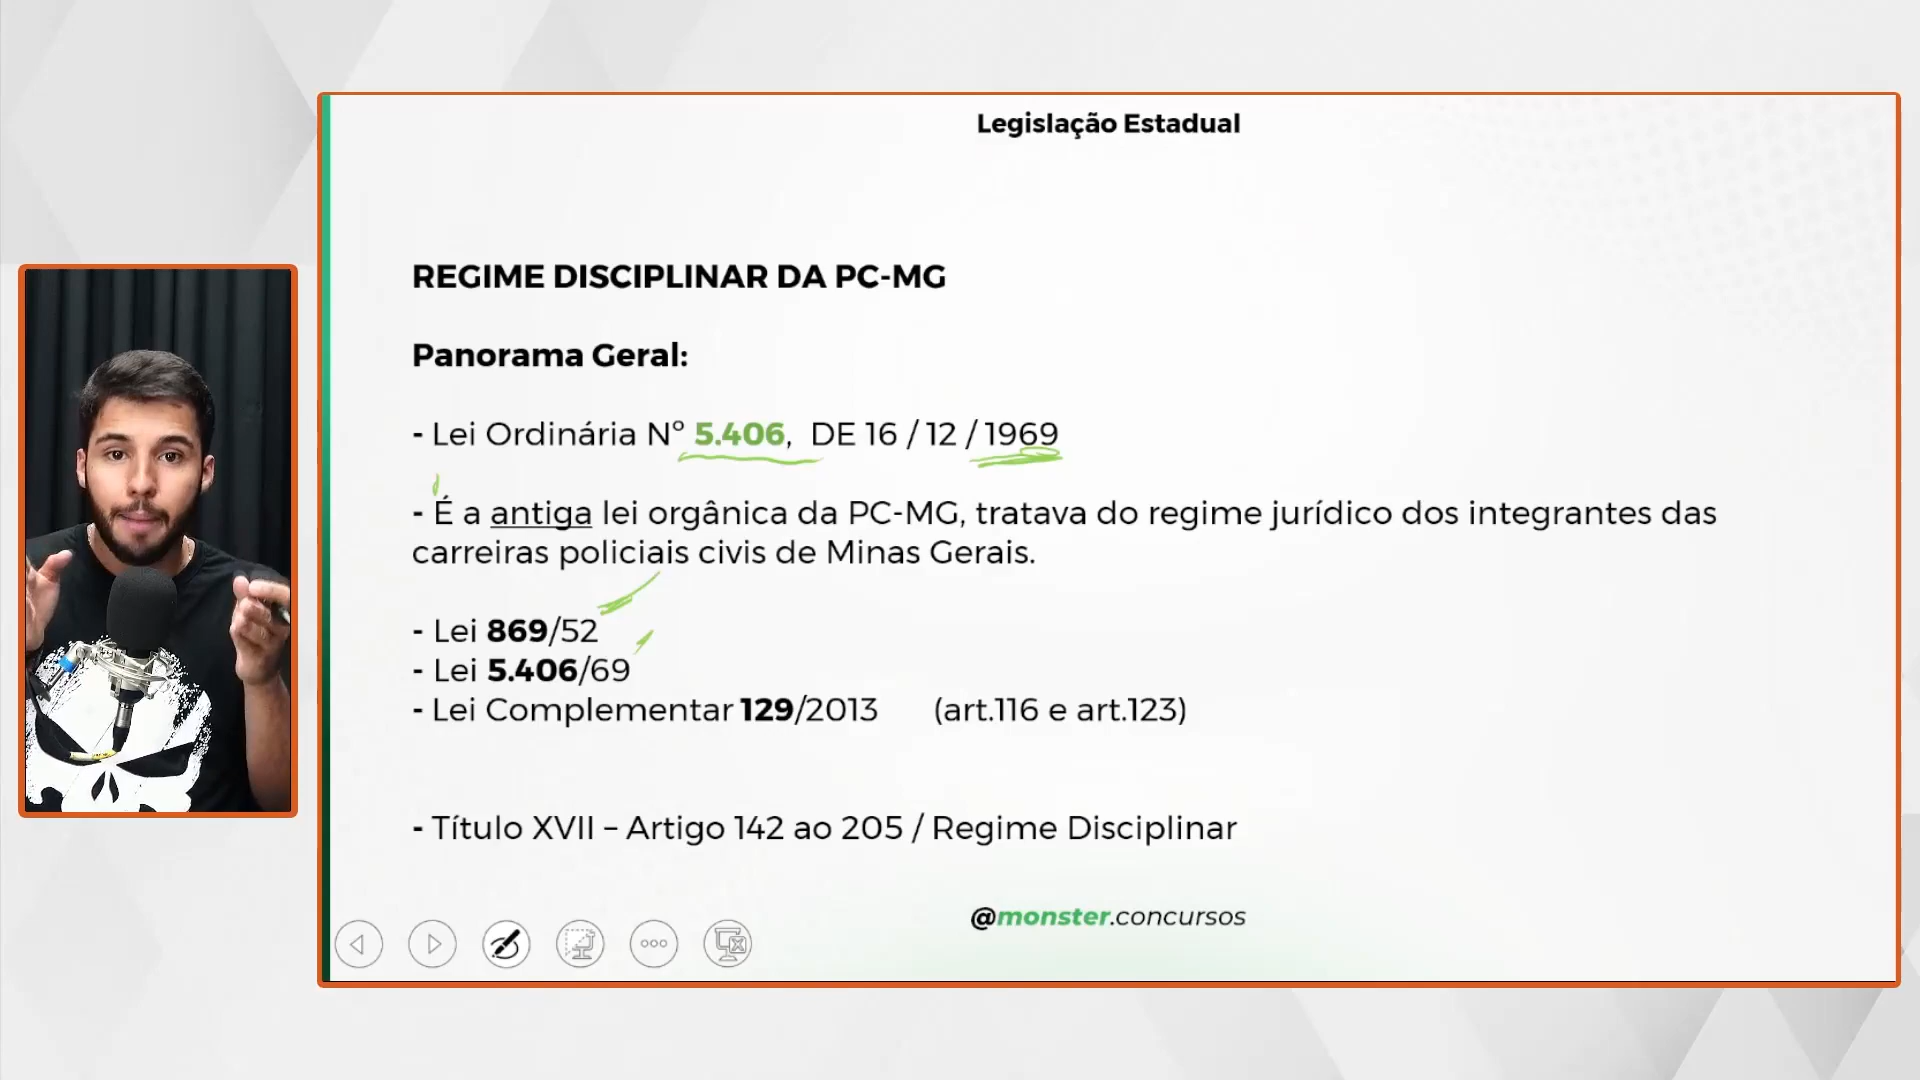 Legislação Estadual
REGIME DISCIPLINAR DA PC-MG
Panorama Geral:
- Lei Ordinária Nº 5.406, DE 16 / 12 / 1969
- É a antiga lei orgânica da PC-MG, tratava do regime jurídico dos integrantes das
carreiras policiais civis de Minas Gerais.
- Lei 869/52
- Lei 5.406/69
- Lei Complementar 129/2013 (art.116 e art.123)
- Título XVII – Artigo 142 ao 205 / Regime Disciplinar
@monster.concursos